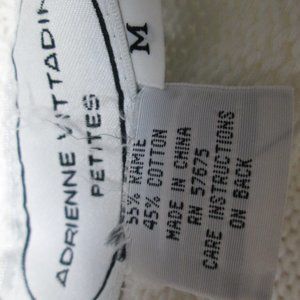 ADRIENNE VITTADINI
PETITES
M
55% RAMIE
45% COTTON
MADE IN CHINA
RN 57675
CARE INSTRUCTIONS
ON BACK